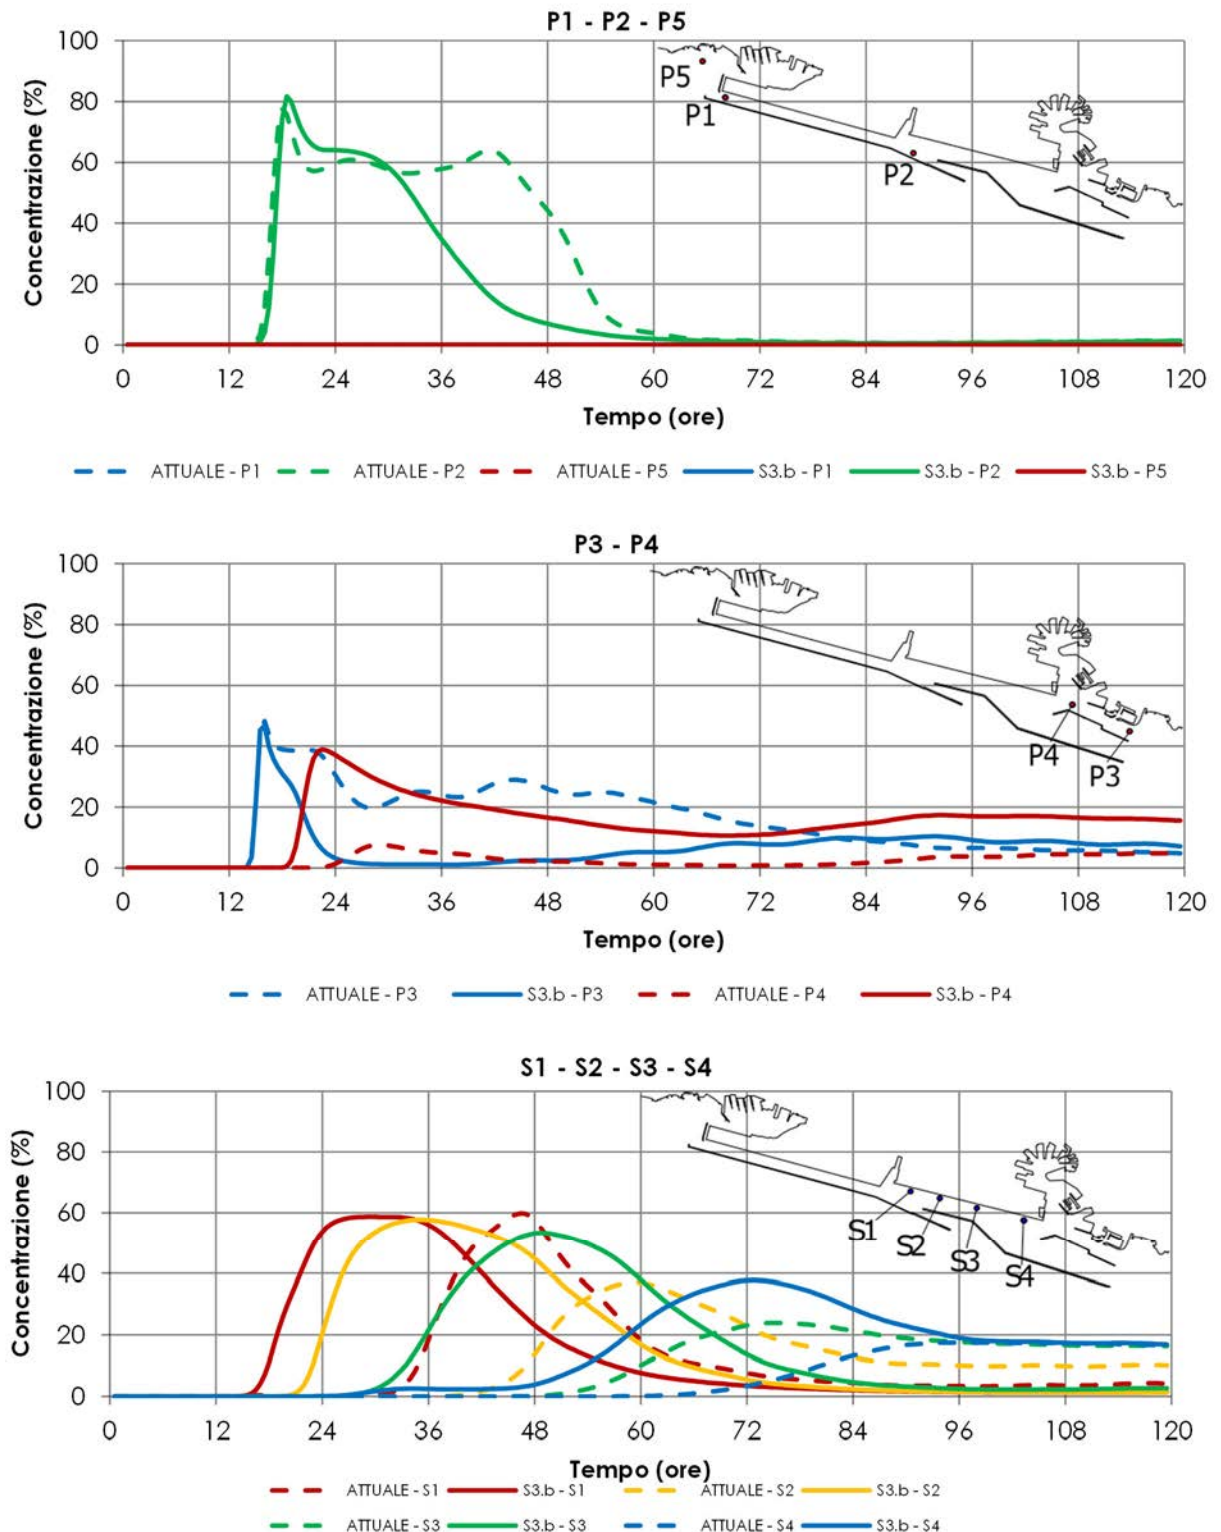 P1 - P2 - P5
Concentrazione (%)
100
80
60
40
20
0
P5
P1
P2
0 12 24 36 48 60 72 84 96 108 120
Tempo (ore)
ATTUALE - P1 ATTUALE - P2 ATTUALE - P5 S3.b - P1 S3.b - P2 S3.b - P5
P3 - P4
Concentrazione (%)
100
80
60
40
20
0
P4
P3
0 12 24 36 48 60 72 84 96 108 120
Tempo (ore)
ATTUALE - P3 S3.b - P3 ATTUALE - P4 S3.b - P4
S1 - S2 - S3 - S4
Concentrazione (%)
100
80
60
40
20
0
S1
S2
S3
S4
0 12 24 36 48 60 72 84 96 108 120
Tempo (ore)
ATTUALE - S1 S3.b - S1 ATTUALE - S2 S3.b - S2
ATTUALE - S3 S3.b - S3 ATTUALE - S4 S3.b - S4